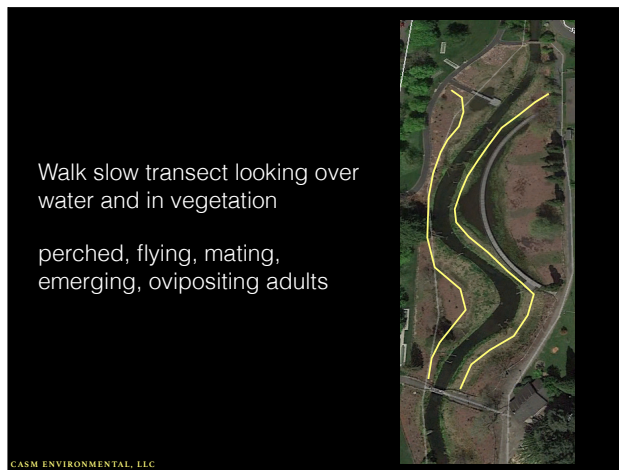 Walk slow transect looking over
water and in vegetation
perched, flying, mating,
emerging, ovipositing adults
CASM ENVIRONMENTAL, LLC